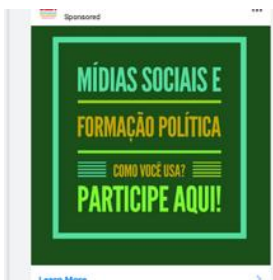 Sponsored
MÍDIAS SOCIAIS E
FORMAÇÃO POLÍTICA
COMO VOCÊ USA?
PARTICIPE AQUI!
Learn More